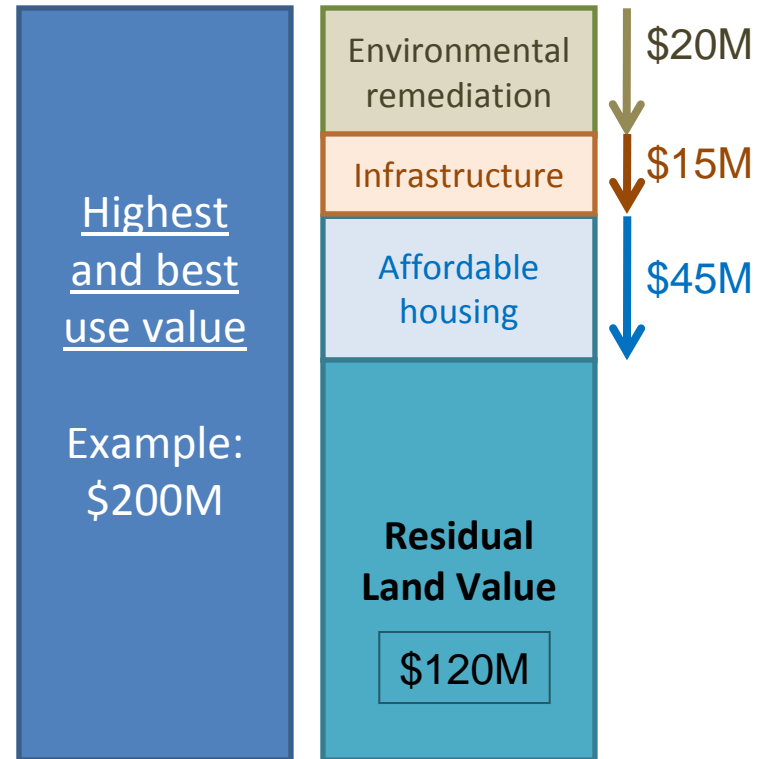 Highest
and best
use value
Example:
$200M
Environmental
remediation
$20M
Infrastructure
$15M
Affordable
housing
$45M
Residual
Land Value
$120M